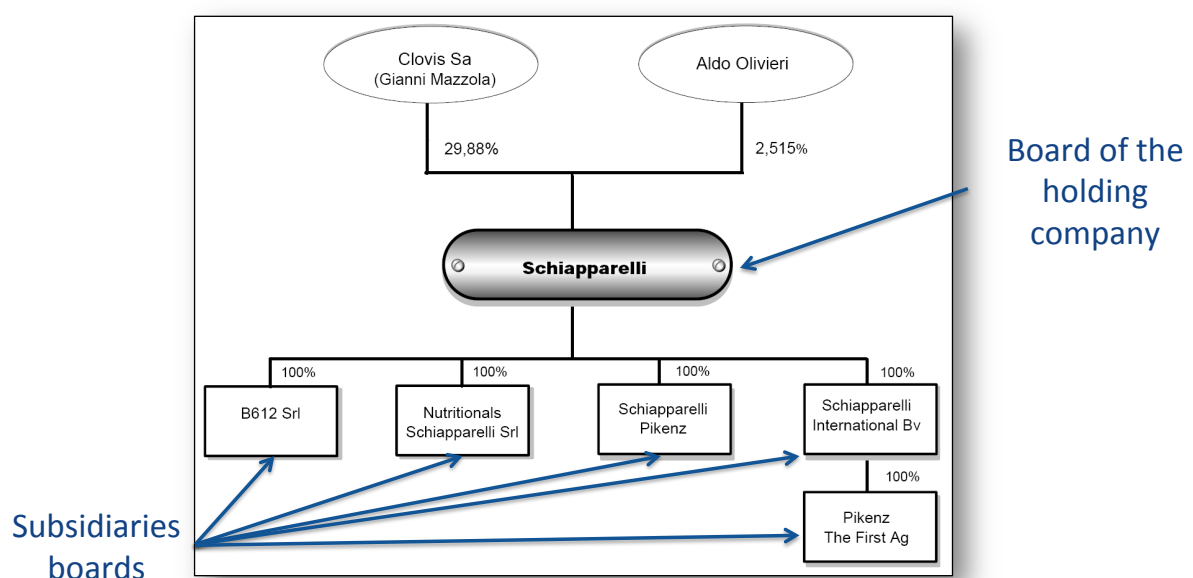 Clovis Sa
(Gianni Mazzola)
Aldo Olivieri
29,88%
2,515%
Board of the
holding
company
Schiapparelli
100%
100%
100%
100%
B612 Srl
Nutritionals
Schiapparelli Srl
Schiapparelli
Pikenz
Schiapparelli
International Bv
100%
Pikenz
The First Ag
Subsidiaries
boards